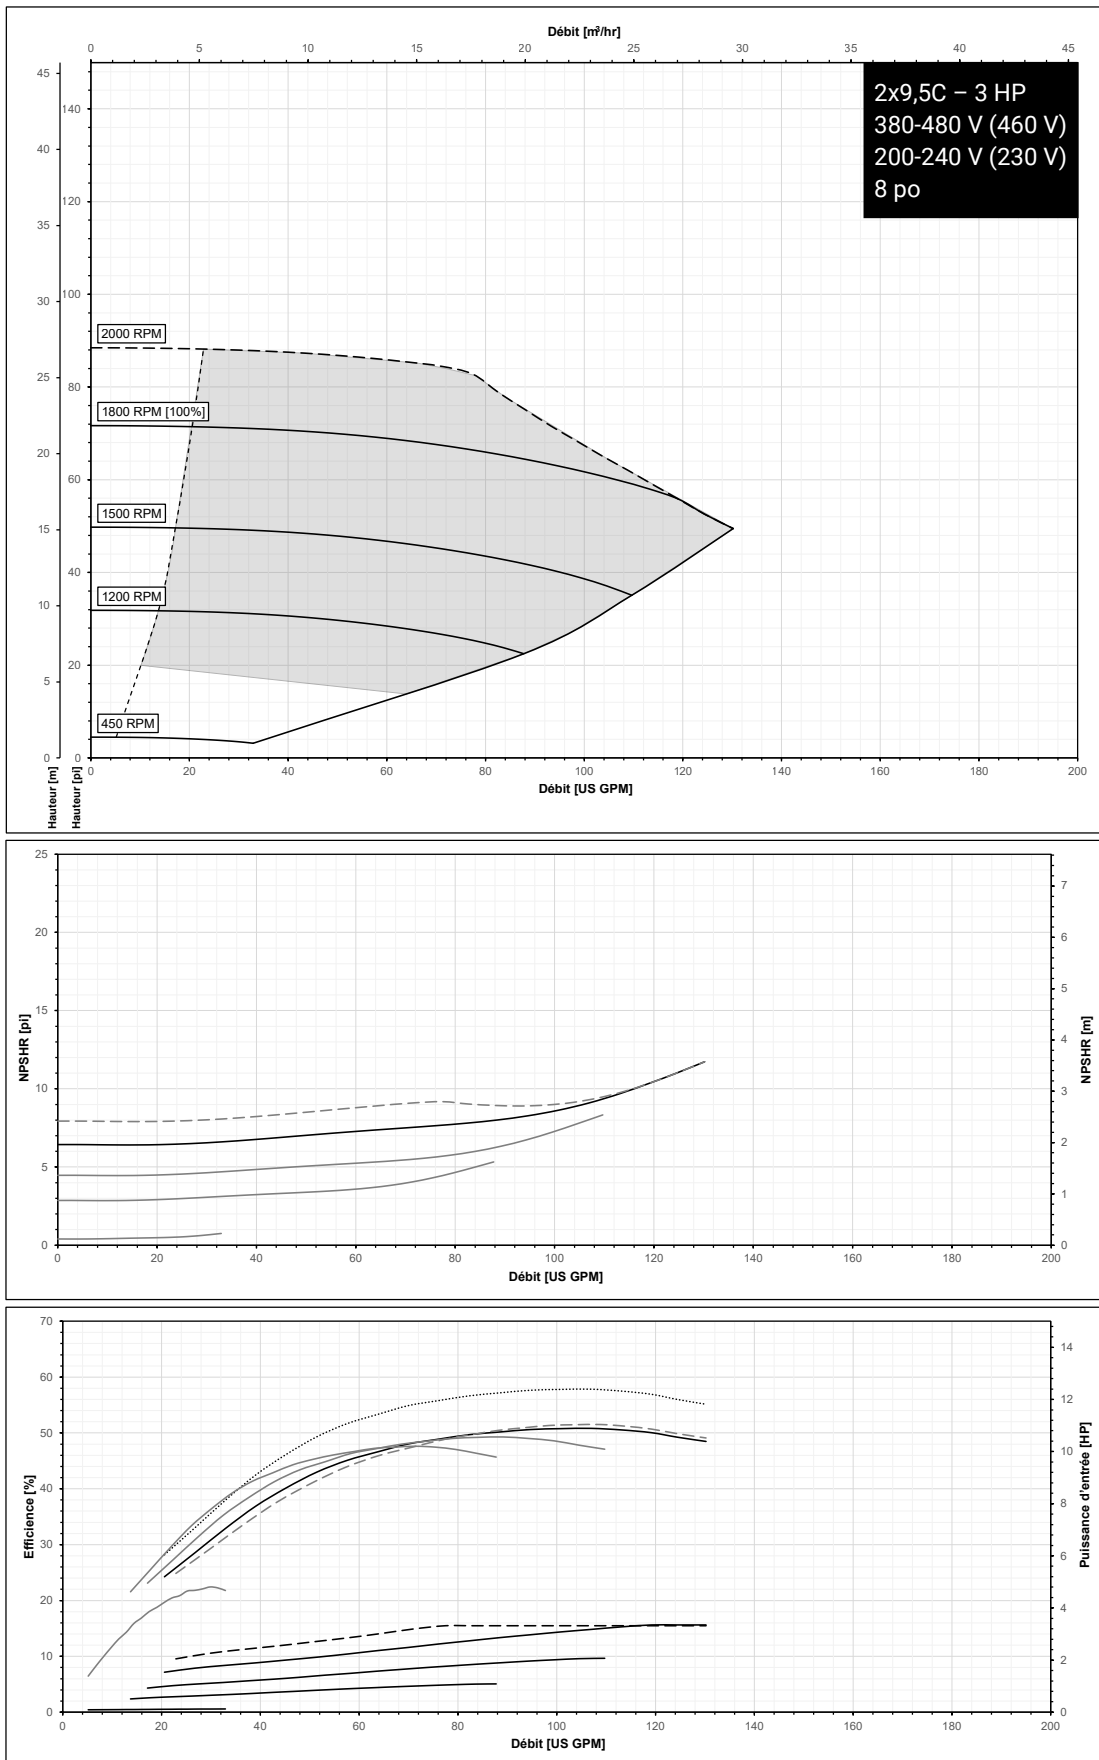 Débit [m³/hr]
0 5 10 15 20 25 30 35 40 45
2x9,5C – 3 HP
380-480 V (460 V)
200-240 V (230 V)
8 po
45
40
35
30
25
20
15
10
5
0
Hauteur [m]
140
120
100
80
60
40
20
0
Hauteur [pi]
2000 RPM
1800 RPM [100%]
1500 RPM
1200 RPM
450 RPM
0 20 40 60 80 100 120 140 160 180 200
Débit [US GPM]
25
20
15
10
5
0
NPSHR [pi]
7
6
5
4
3
2
1
0
NPSHR [m]
0 20 40 60 80 100 120 140 160 180 200
Débit [US GPM]
70
60
50
40
30
20
10
0
Efficience [%]
14
12
10
8
6
4
2
0
Puissance d'entrée [HP]
0 20 40 60 80 100 120 140 160 180 200
Débit [US GPM]